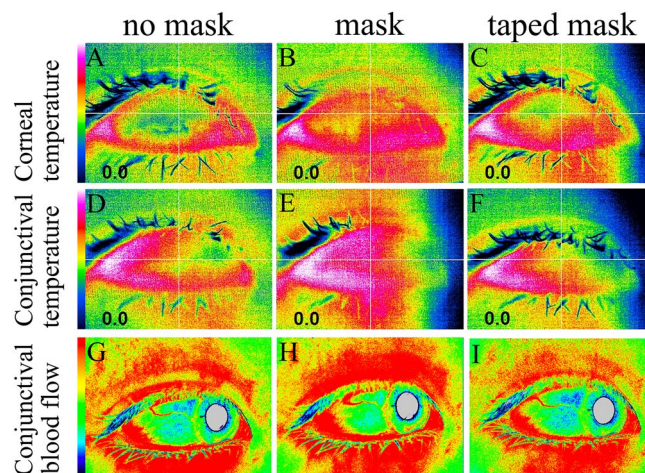 no mask
mask
taped mask
Corneal
temperature
A
B
C
0.0
0.0
0.0
Conjunctival
temperature
D
E
F
0.0
0.0
0.0
Conjunctival
blood flow
G
H
I